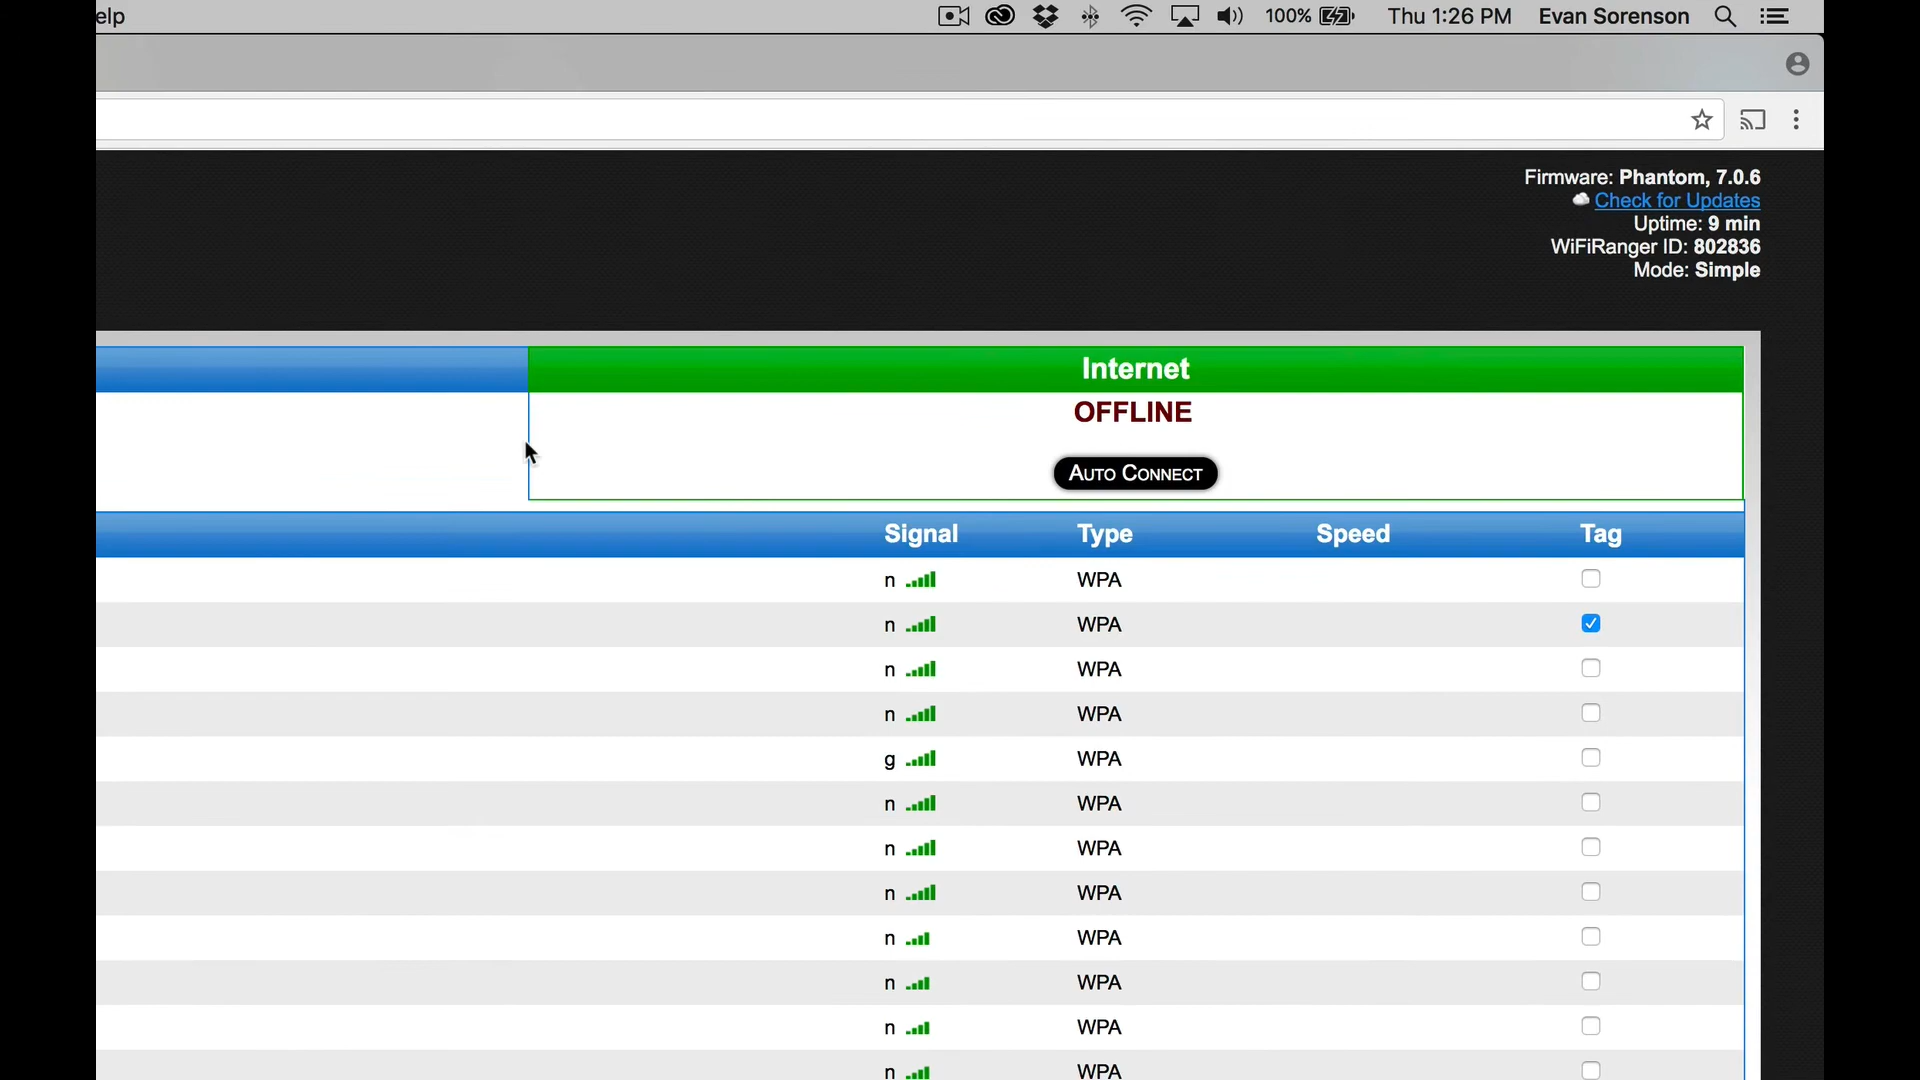 elp 100% Thu 1:26 PM Evan Sorenson
Firmware: Phantom, 7.0.6
Check for Updates
Uptime: 9 min
WiFiRanger ID: 802836
Mode: Simple
Internet
OFFLINE
AUTO CONNECT
Signal Type Speed Tag
n WPA
n WPA
n WPA
n WPA
g WPA
n WPA
n WPA
n WPA
n WPA
n WPA
n WPA
n WPA